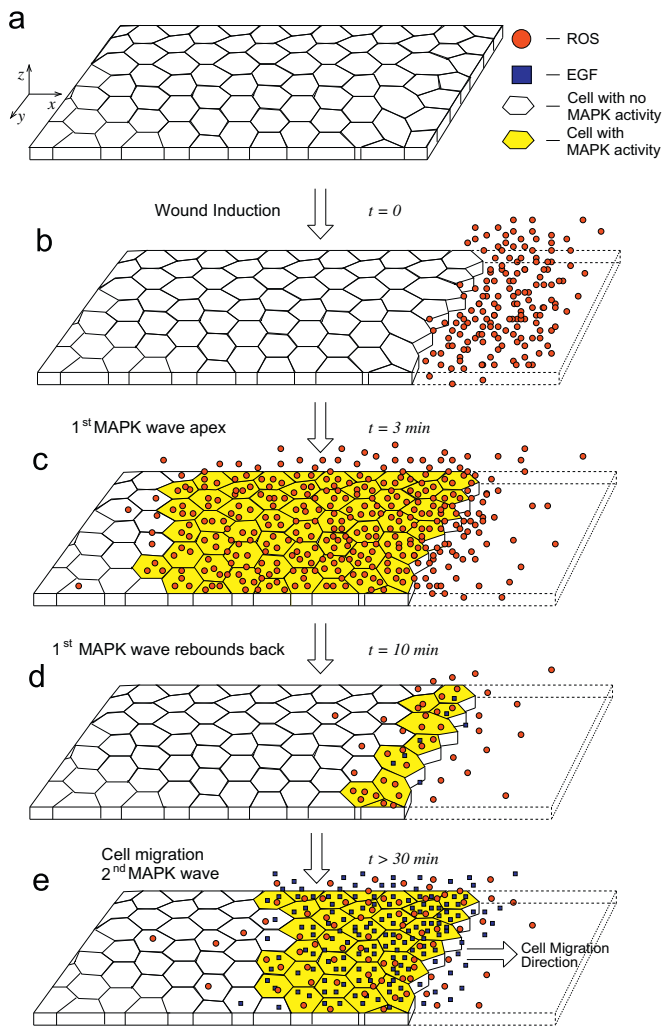 a
z
x
y
ROS
EGF
Cell with no
MAPK activity
Cell with
MAPK activity
Wound Induction
t = 0
b
1st MAPK wave apex
t = 3 min
c
1st MAPK wave rebounds back
t = 10 min
d
Cell migration
2nd MAPK wave
t > 30 min
e
Cell Migration
Direction